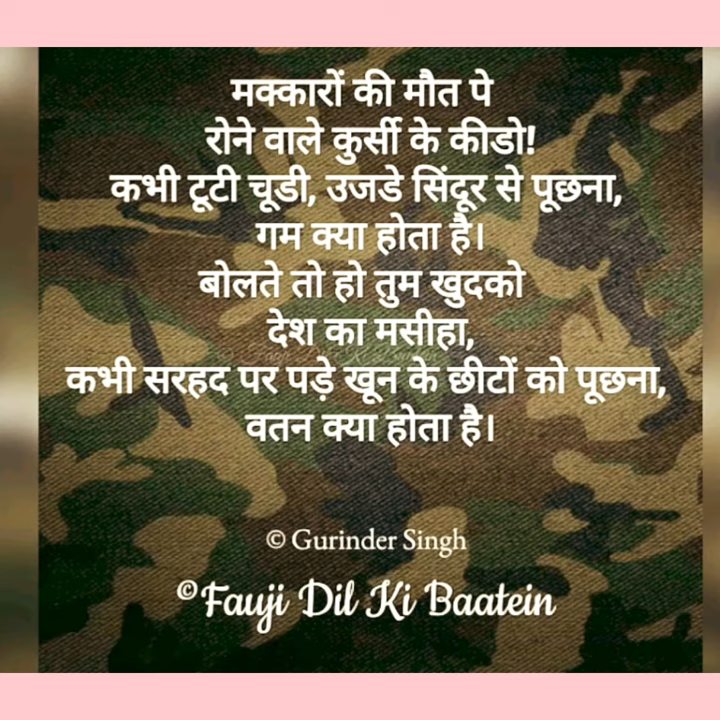 मक्कारों की मौत पे
रोने वाले कुर्सी के कीडो!
कभी टूटी चूडी, उजडे सिंदूर से पूछना,
गम क्या होता है।
बोलते तो हो तुम खुदको
देश का मसीहा,
कभी सरहद पर पड़े खून के छीटों को पूछना,
वतन क्या होता है।
© Gurinder Singh
©Fauji Dil Ki Baatein